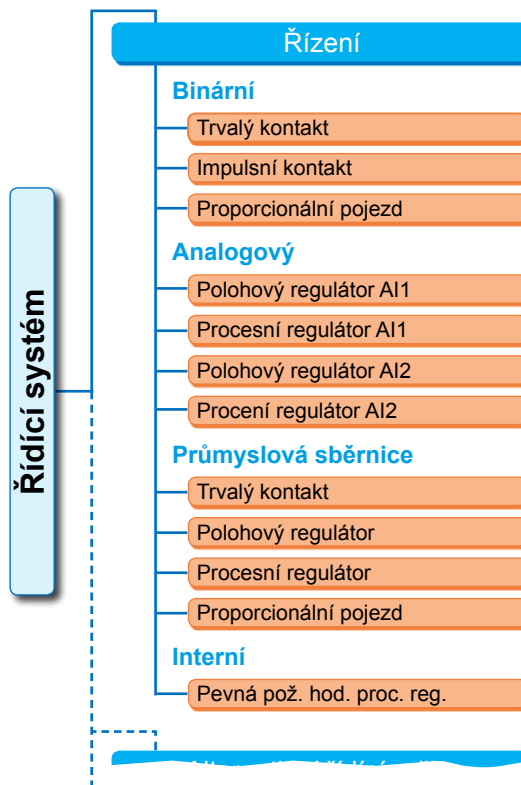 Řídící systém
Řízení
Binární
Trvalý kontakt
Impulsní kontakt
Proporcionální pojezd
Analogový
Polohový regulátor AI1
Procesní regulátor AI1
Polohový regulátor AI2
Procení regulátor AI2
Průmyslová sběrnice
Trvalý kontakt
Polohový regulátor
Procesní regulátor
Proporcionální pojezd
Interní
Pevná pož. hod. proc. reg.